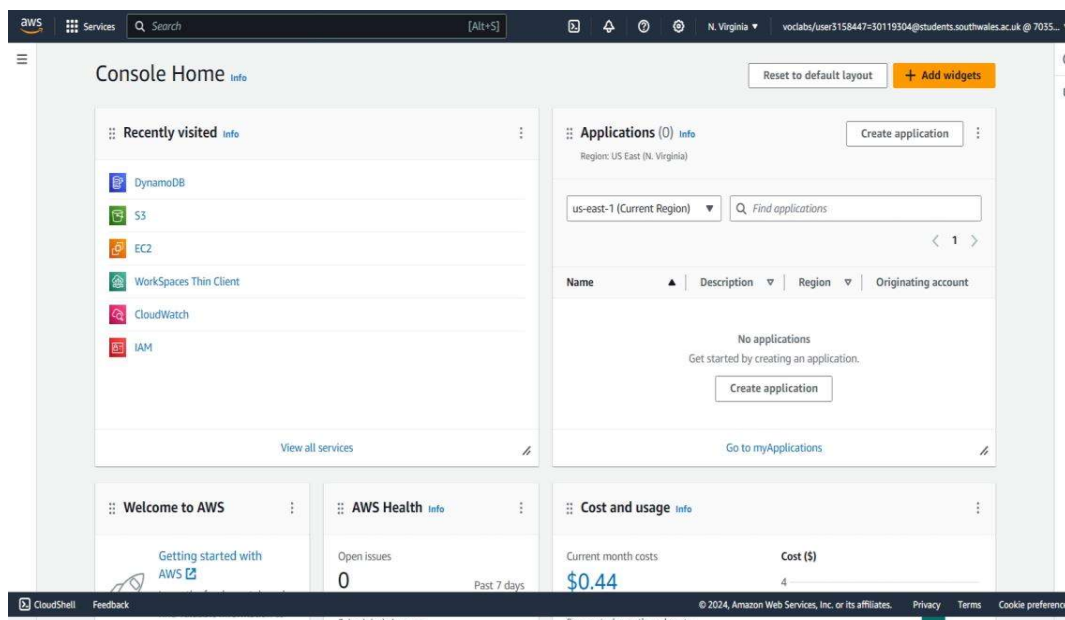 aws
Services
Search
[Alt+S]
N. Virginia ▼
voclabs/user3158447=30119304@students.southwales.ac.uk @ 7035...
Console Home Info
Reset to default layout
+ Add widgets
Recently visited Info
DynamoDB
S3
EC2
WorkSpaces Thin Client
CloudWatch
IAM
View all services
Applications (0) Info
Create application
Region: US East (N. Virginia)
us-east-1 (Current Region) ▼
Find applications
1
Name Description Region Originating account
No applications
Get started by creating an application.
Create application
Go to myApplications
Welcome to AWS
Getting started with
AWS
AWS Health Info
Open issues
0
Past 7 days
Cost and usage Info
Current month costs
$0.44
Cost ($)
4
CloudShell
Feedback
© 2024, Amazon Web Services, Inc. or its affiliates.
Privacy
Terms
Cookie preference